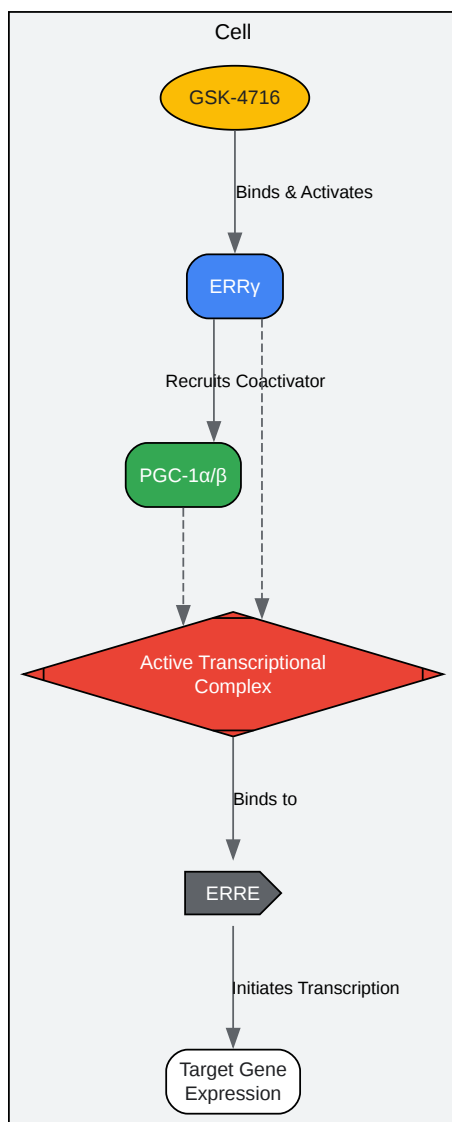 Cell
GSK-4716
Binds & Activates
ERRγ
Recruits Coactivator
PGC-1α/β
Active Transcriptional
Complex
Binds to
ERRE
Initiates Transcription
Target Gene
Expression